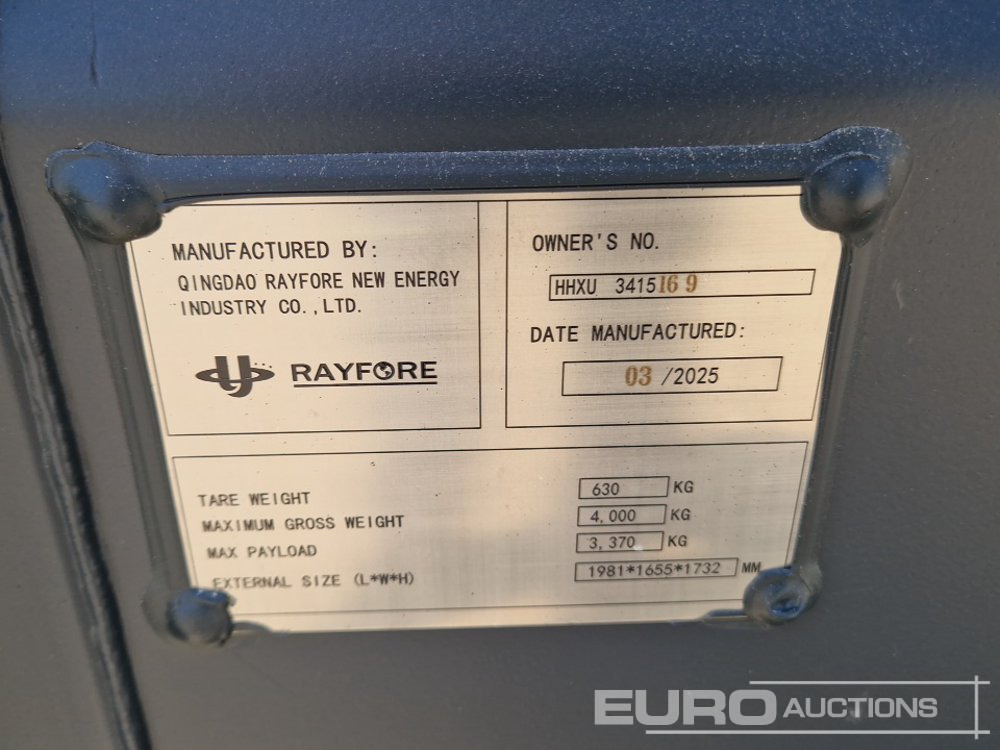 MANUFACTURED BY:
QINGDAO RAYFORE NEW ENERGY
INDUSTRY CO.,LTD.
RAYFORE
OWNER'S NO.
HHXU 3415169
DATE MANUFACTURED:
03/2025
TARE WEIGHT 630 KG
MAXIMUM GROSS WEIGHT 4,000 KG
MAX PAYLOAD 3,370 KG
EXTERNAL SIZE (L*W*H) 1981*1655*1732 MM
EURO AUCTIONS